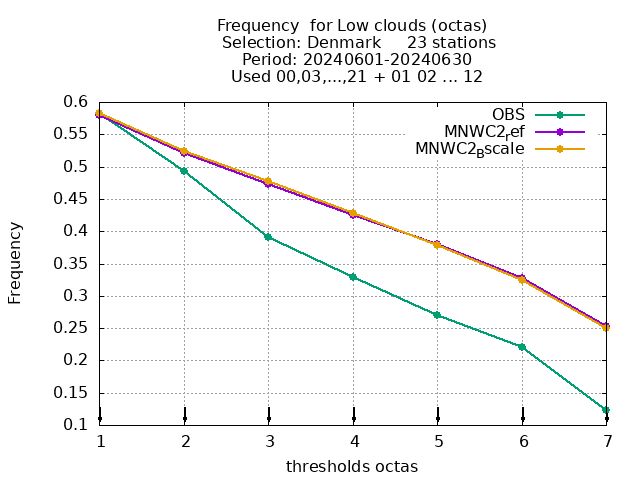 Frequency  for Low clouds (octas)
Selection: Denmark     23 stations
Period: 20240601-20240630
Used 00,03,...,21 + 01 02 ... 12
OBS
MNWC2ref
MNWC2Bscale
Frequency
0.6
0.55
0.5
0.45
0.4
0.35
0.3
0.25
0.2
0.15
0.1
1 2 3 4 5 6 7
thresholds octas